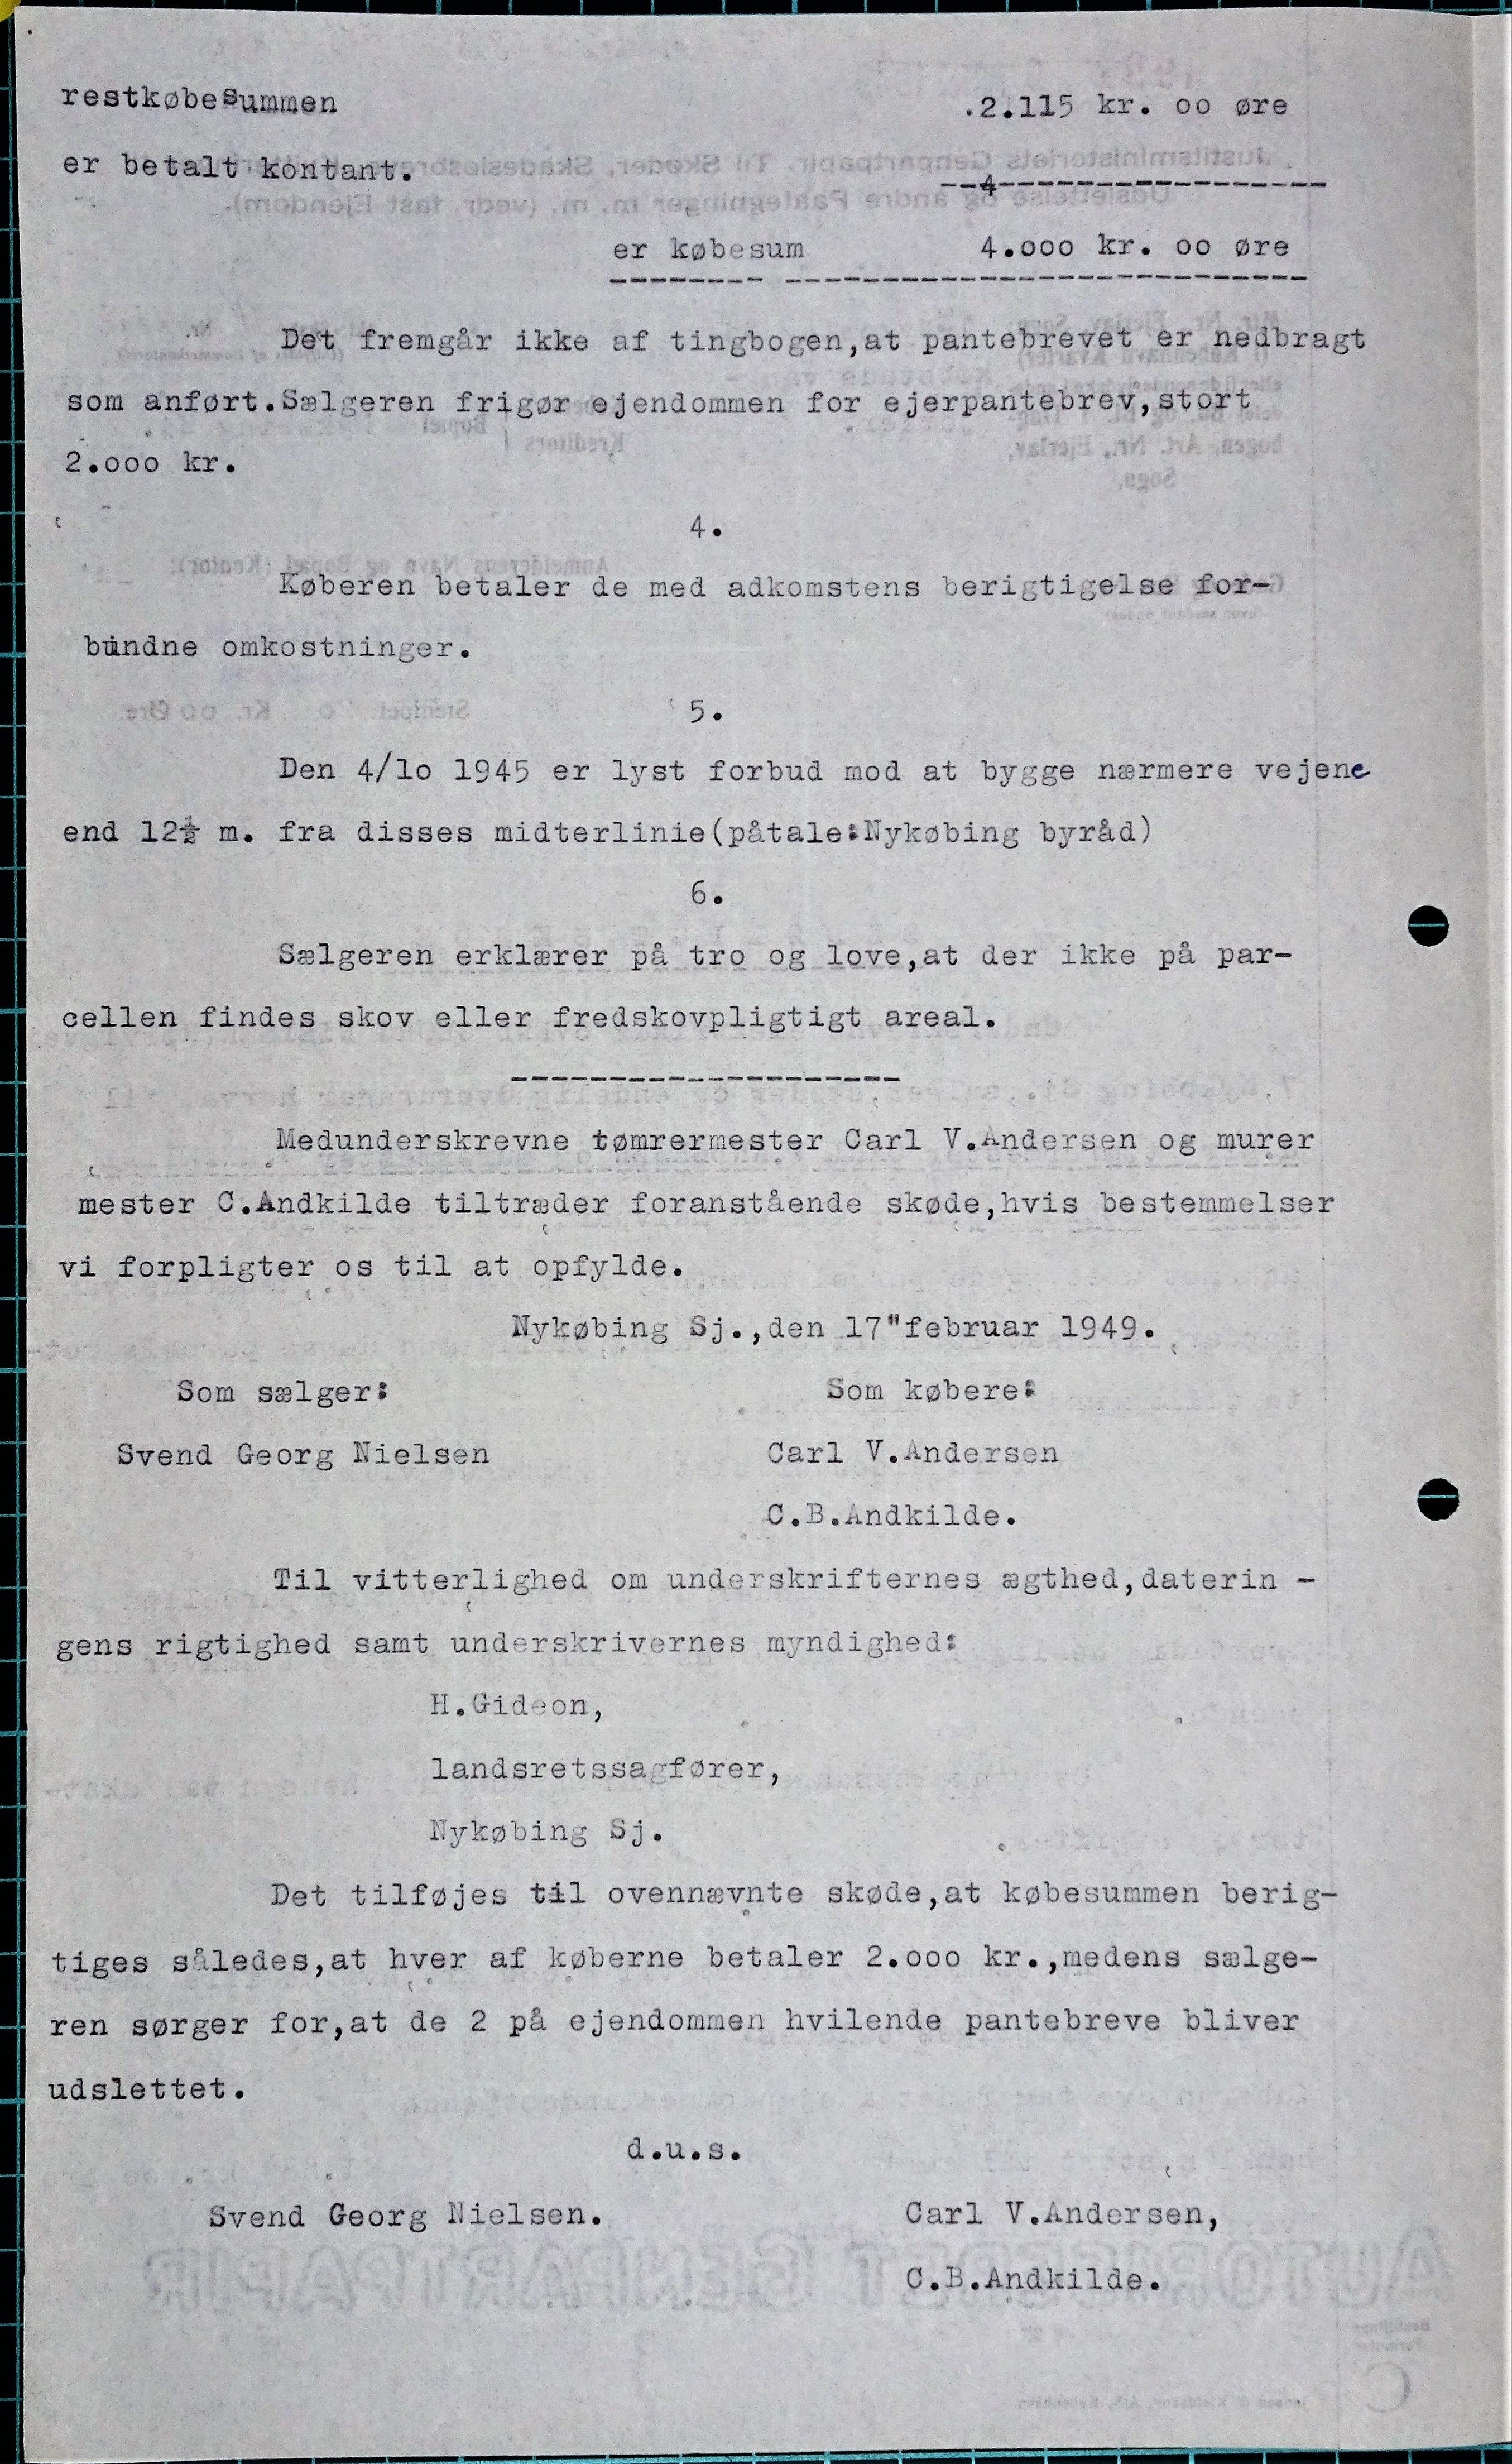 restkøbesummen .2.115 kr. oo øre
er betalt kontant.
--4-----------------
er købesum 4.ooo kr. oo øre
-------- ---------------------------
Det fremgår ikke af tingbogen,at pantebrevet er nedbragt
som anført.Sælgeren frigør ejendommen for ejerpantebrev,stort
2.ooo kr.
4.
Køberen betaler de med adkomstens berigtigelse for-
bundne omkostninger.
5.
Den 4/lo 1945 er lyst forbud mod at bygge nærmere vejene
end 12½ m. fra disses midterlinie(påtale:Nykøbing byråd)
6.
Sælgeren erklærer på tro og love,at der ikke på par-
cellen findes skov eller fredskovpligtigt areal.
--------------------
Medunderskrevne tømrermester Carl V.Andersen og murer
mester C.Andkilde tiltræder foranstående skøde,hvis bestemmelser
vi forpligter os til at opfylde.
Nykøbing Sj.,den 17"februar 1949.
Som sælger: Som købere:
Svend Georg Nielsen Carl V.Andersen
C.B.Andkilde.
Til vitterlighed om underskrifternes ægthed,daterin -
gens rigtighed samt underskrivernes myndighed:
H.Gideon,
landsretssagfører,
Nykøbing Sj.
Det tilføjes til ovennævnte skøde,at købesummen berig-
tiges således,at hver af køberne betaler 2.ooo kr.,medens sælge-
ren sørger for,at de 2 på ejendommen hvilende pantebreve bliver
udslettet.
d.u.s.
Svend Georg Nielsen. Carl V.Andersen,
C.B.Andkilde.